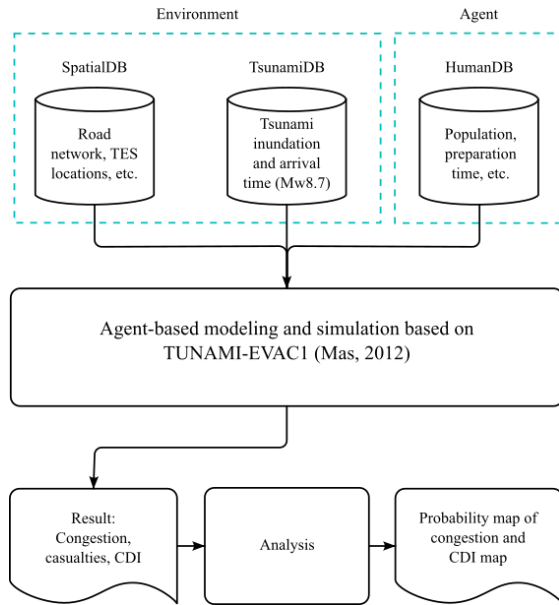 Environment
Agent
SpatialDB
TsunamiDB
HumanDB
Road
network, TES
locations, etc.
Tsunami
inundation
and arrival
time (Mw8.7)
Population,
preparation
time, etc.
Agent-based modeling and simulation based on
TUNAMI-EVAC1 (Mas, 2012)
Result:
Congestion,
casualties, CDI
Analysis
Probability map of
congestion and
CDI map